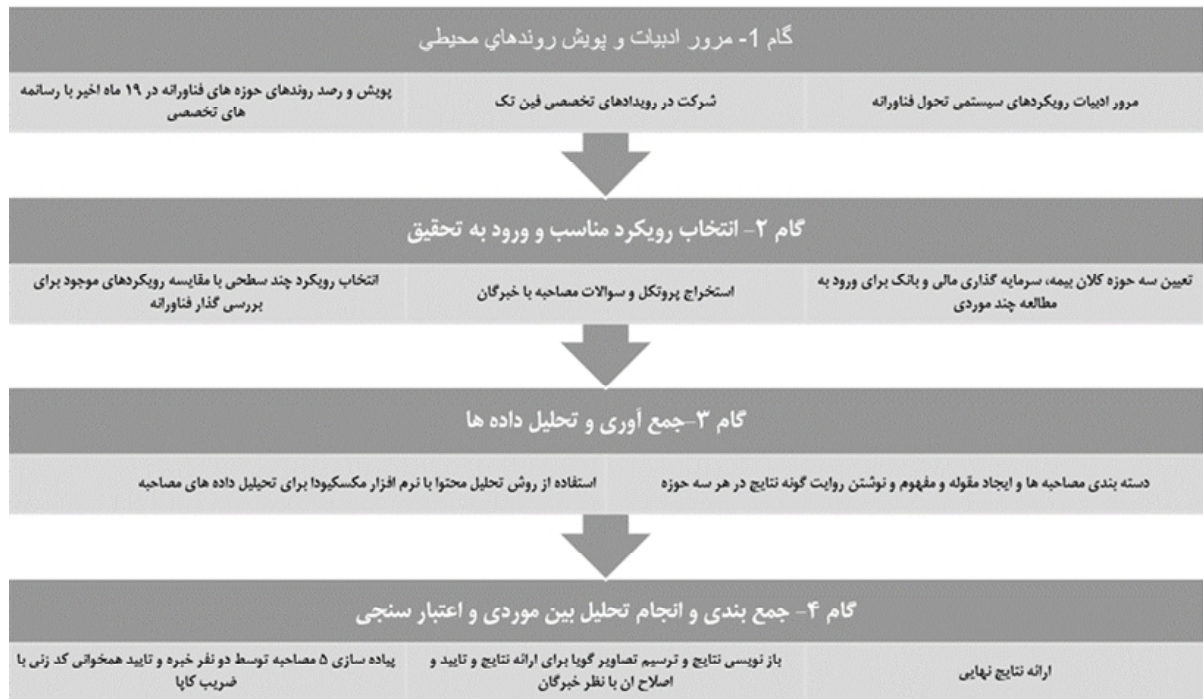 گام 1- مرور ادبیات و پویش روندهاي محیطي
مرور ادبیات رویکردهای سیستمی تحول فناورانه
شرکت در رویدادهای تخصصی فین تک
پویش و رصد روندهای حوزه های فناورانه در ۱۹ ماه اخیر با رسانمه
های تخصصی
گام ۲- انتخاب رویکرد مناسب و ورود به تحقیق
تعیین سه حوزه کلان بیمه، سرمایه گذاری مالی و بانک برای ورود به
مطالعه چند موردی
استخراج پروتکل و سوالات مصاحبه با خبرگان
انتخاب رویکرد چند سطحی با مقایسه رویکردهای موجود برای
بررسی گذار فناورانه
گام ۳-جمع آوری و تحلیل داده ها
دسته بندی مصاحبه ها و ایجاد مقوله و مفهوم و نوشتن روایت گونه نتایج در هر سه حوزه
استفاده از روش تحلیل محتوا با نرم افزار مکسکیودا برای تحیلیل داده های مصاحبه
گام ۴- جمع بندی و انجام تحلیل بین موردی و اعتبار سنجی
ارائه نتایج نهایی
باز نویسی نتایج و ترسیم تصاویر گویا برای ارائه نتایج و تایید و
اصلاح ان با نظر خبرگان
پیاده سازی ۵ مصاحبه توسط دو نفر خبره و تایید همخوانی کد زنی با
ضریب کاپا